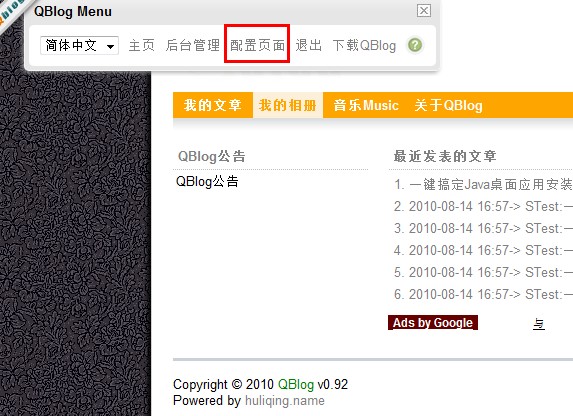 Qblog
QBlog Menu
简体中文 主页 后台管理 配置页面 退出 下载QBlog ?
我的文章 我的相册 音乐Music 关于QBlog
QBlog公告
QBlog公告
最近发表的文章
1. 一键搞定Java桌面应用安装
2. 2010-08-14 16:57-> STest:一
3. 2010-08-14 16:57-> STest:一
4. 2010-08-14 16:57-> STest:一
5. 2010-08-14 16:57-> STest:一
6. 2010-08-14 16:57-> STest:一
Ads by Google 与
Copyright © 2010 QBlog v0.92
Powered by huliqing.name